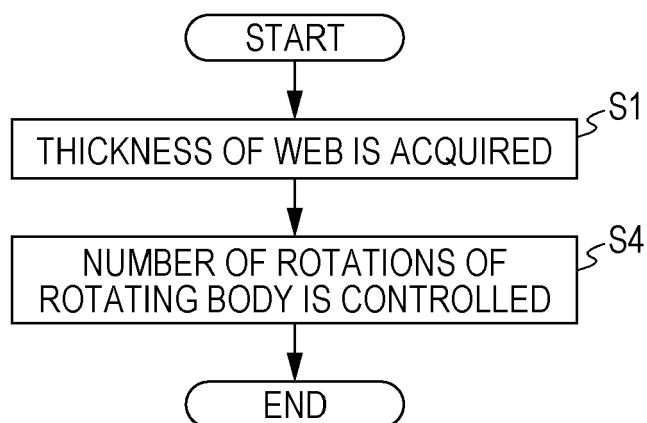 START
S1
THICKNESS OF WEB IS ACQUIRED
S4
NUMBER OF ROTATIONS OF
ROTATING BODY IS CONTROLLED
END